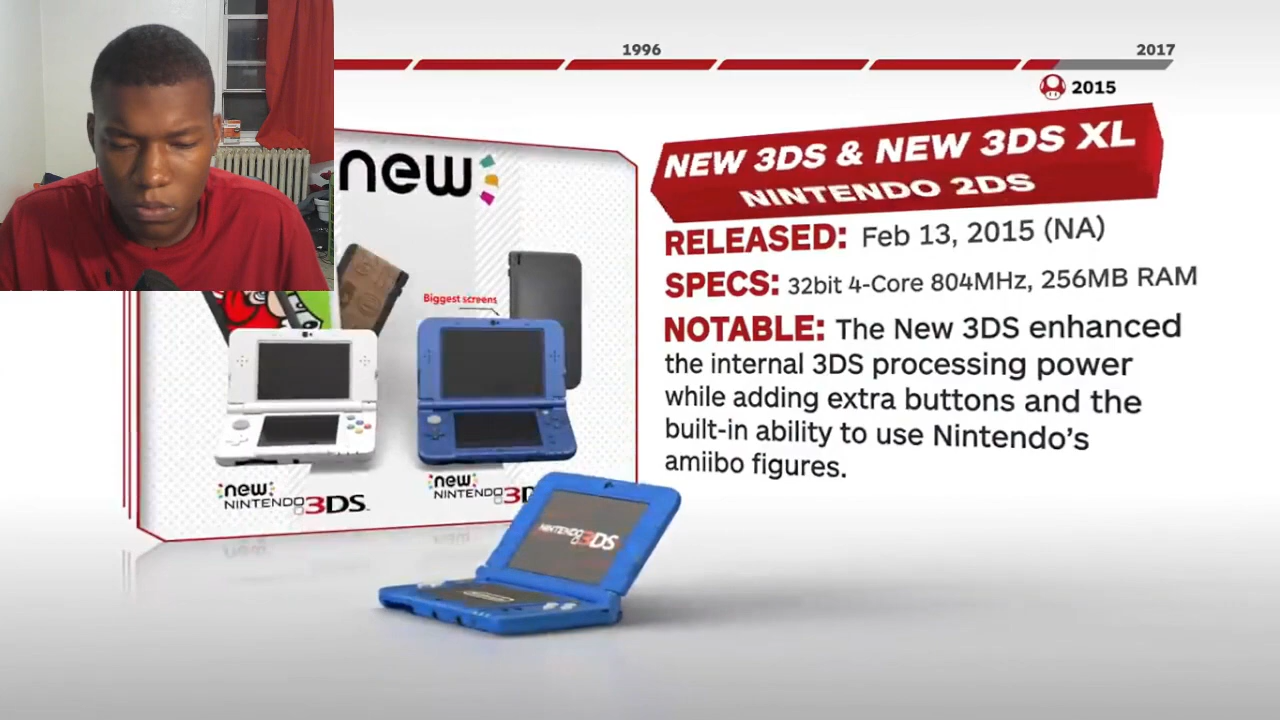 1996
2017
2015
new
NEW 3DS & NEW 3DS XL
NINTENDO 2DS
RELEASED: Feb 13, 2015 (NA)
SPECS: 32bit 4-Core 804MHz, 256MB RAM
NOTABLE: The New 3DS enhanced
the internal 3DS processing power
while adding extra buttons and the
built-in ability to use Nintendo's
amiibo figures.
Biggest screens
new
NINTENDO 3DS
new
NINTENDO 3D
NINTENDO 3DS